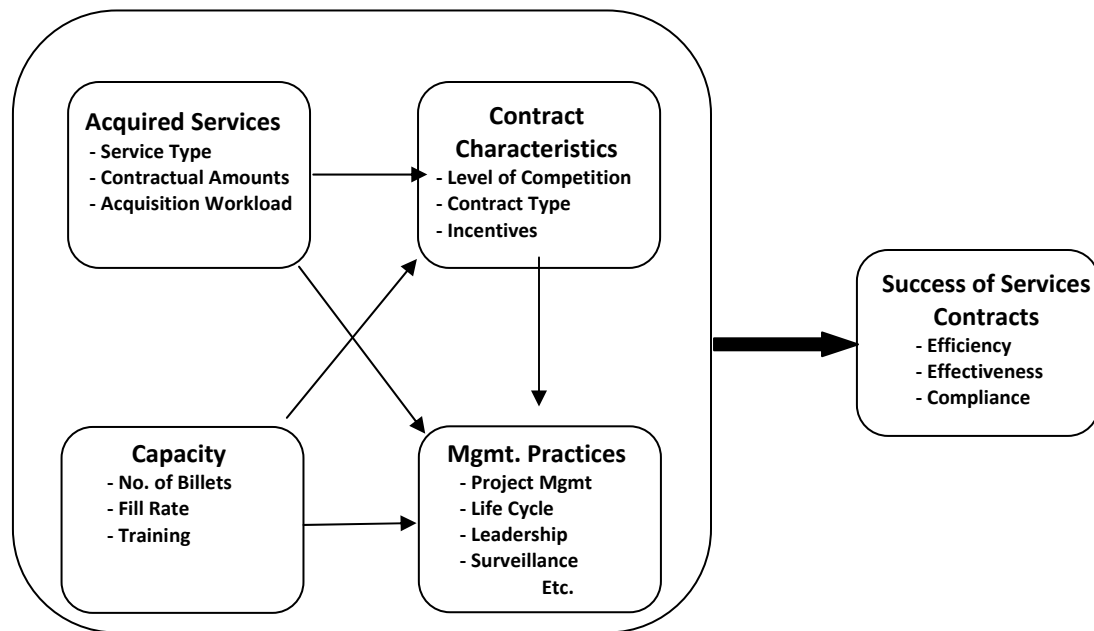 Acquired Services
- Service Type
- Contractual Amounts
- Acquisition Workload
Contract
Characteristics
- Level of Competition
- Contract Type
- Incentives
Capacity
- No. of Billets
- Fill Rate
- Training
Mgmt. Practices
- Project Mgmt
- Life Cycle
- Leadership
- Surveillance
Etc.
Success of Services
Contracts
- Efficiency
- Effectiveness
- Compliance